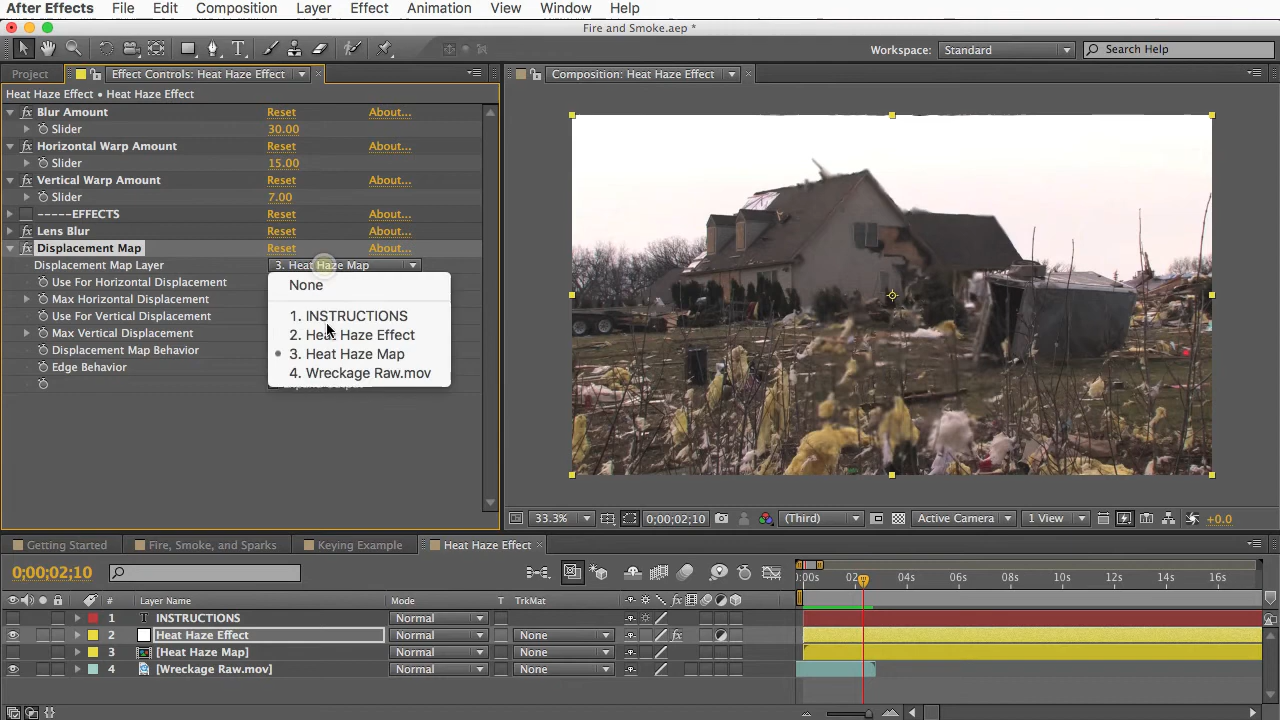 After Effects File Edit Composition Layer Effect Animation View Window Help
Fire and Smoke.aep *
Workspace: Standard Search Help
Project Effect Controls: Heat Haze Effect Composition: Heat Haze Effect
Heat Haze Effect • Heat Haze Effect
fx Blur Amount Reset About...
Slider 30.00
fx Horizontal Warp Amount Reset About...
Slider 15.00
fx Vertical Warp Amount Reset About...
Slider 7.00
-----EFFECTS Reset About...
fx Lens Blur Reset About...
fx Displacement Map Reset About...
Displacement Map Layer 3. Heat Haze Map
Use For Horizontal Displacement
Max Horizontal Displacement
Use For Vertical Displacement
Max Vertical Displacement
Displacement Map Behavior
Edge Behavior
None
1. INSTRUCTIONS
2. Heat Haze Effect
3. Heat Haze Map
4. Wreckage Raw.mov
33.3% 0;00;02;10 (Third) Active Camera 1 View +0.0
Getting Started Fire, Smoke, and Sparks Keying Example Heat Haze Effect
0;00;02;10
:00s 02 04s 06s 08s 10s 12s 14s 16s
# Layer Name Mode T TrkMat fx
1 T INSTRUCTIONS Normal
2 Heat Haze Effect Normal None fx
3 [Heat Haze Map] Normal None
4 [Wreckage Raw.mov] Normal None